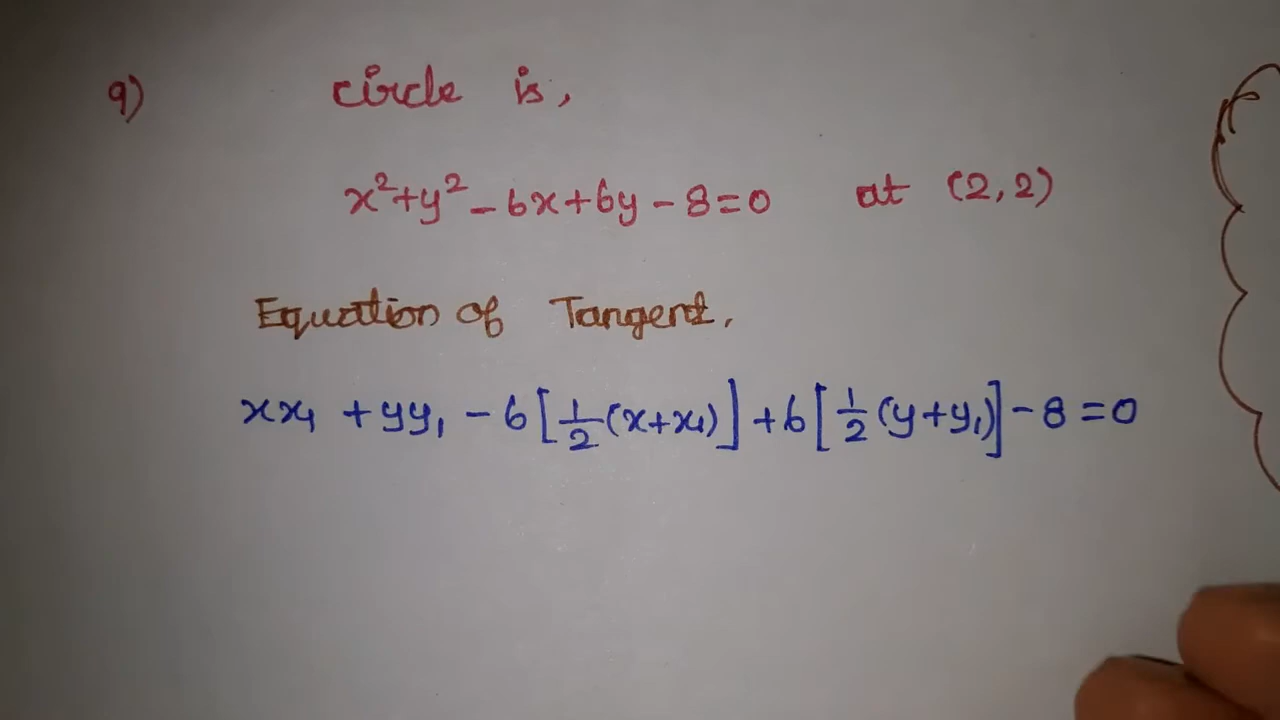 9) circle is,
x²+y²-6x+6y-8=0 at (2,2)
Equation of Tangent,
xx₁ + yy₁ - 6[1/2(x+x₁)] + 6[1/2(y+y₁)] - 8 = 0